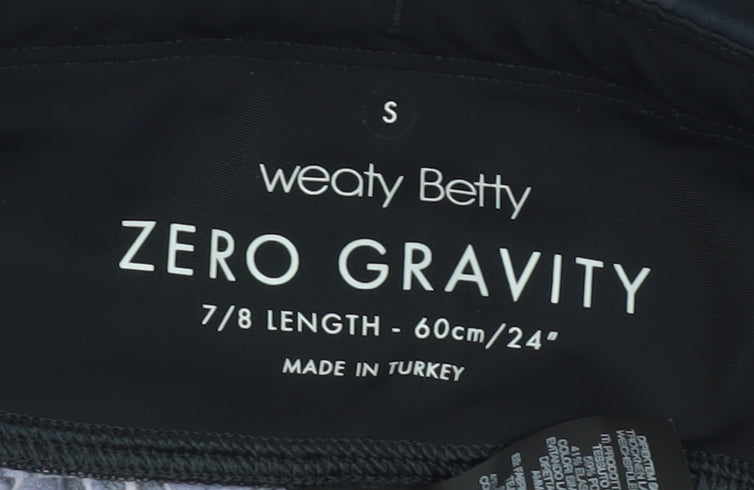 S
weaty Betty
ZERO GRAVITY
7/8 LENGTH - 60cm/24"
MADE IN TURKEY